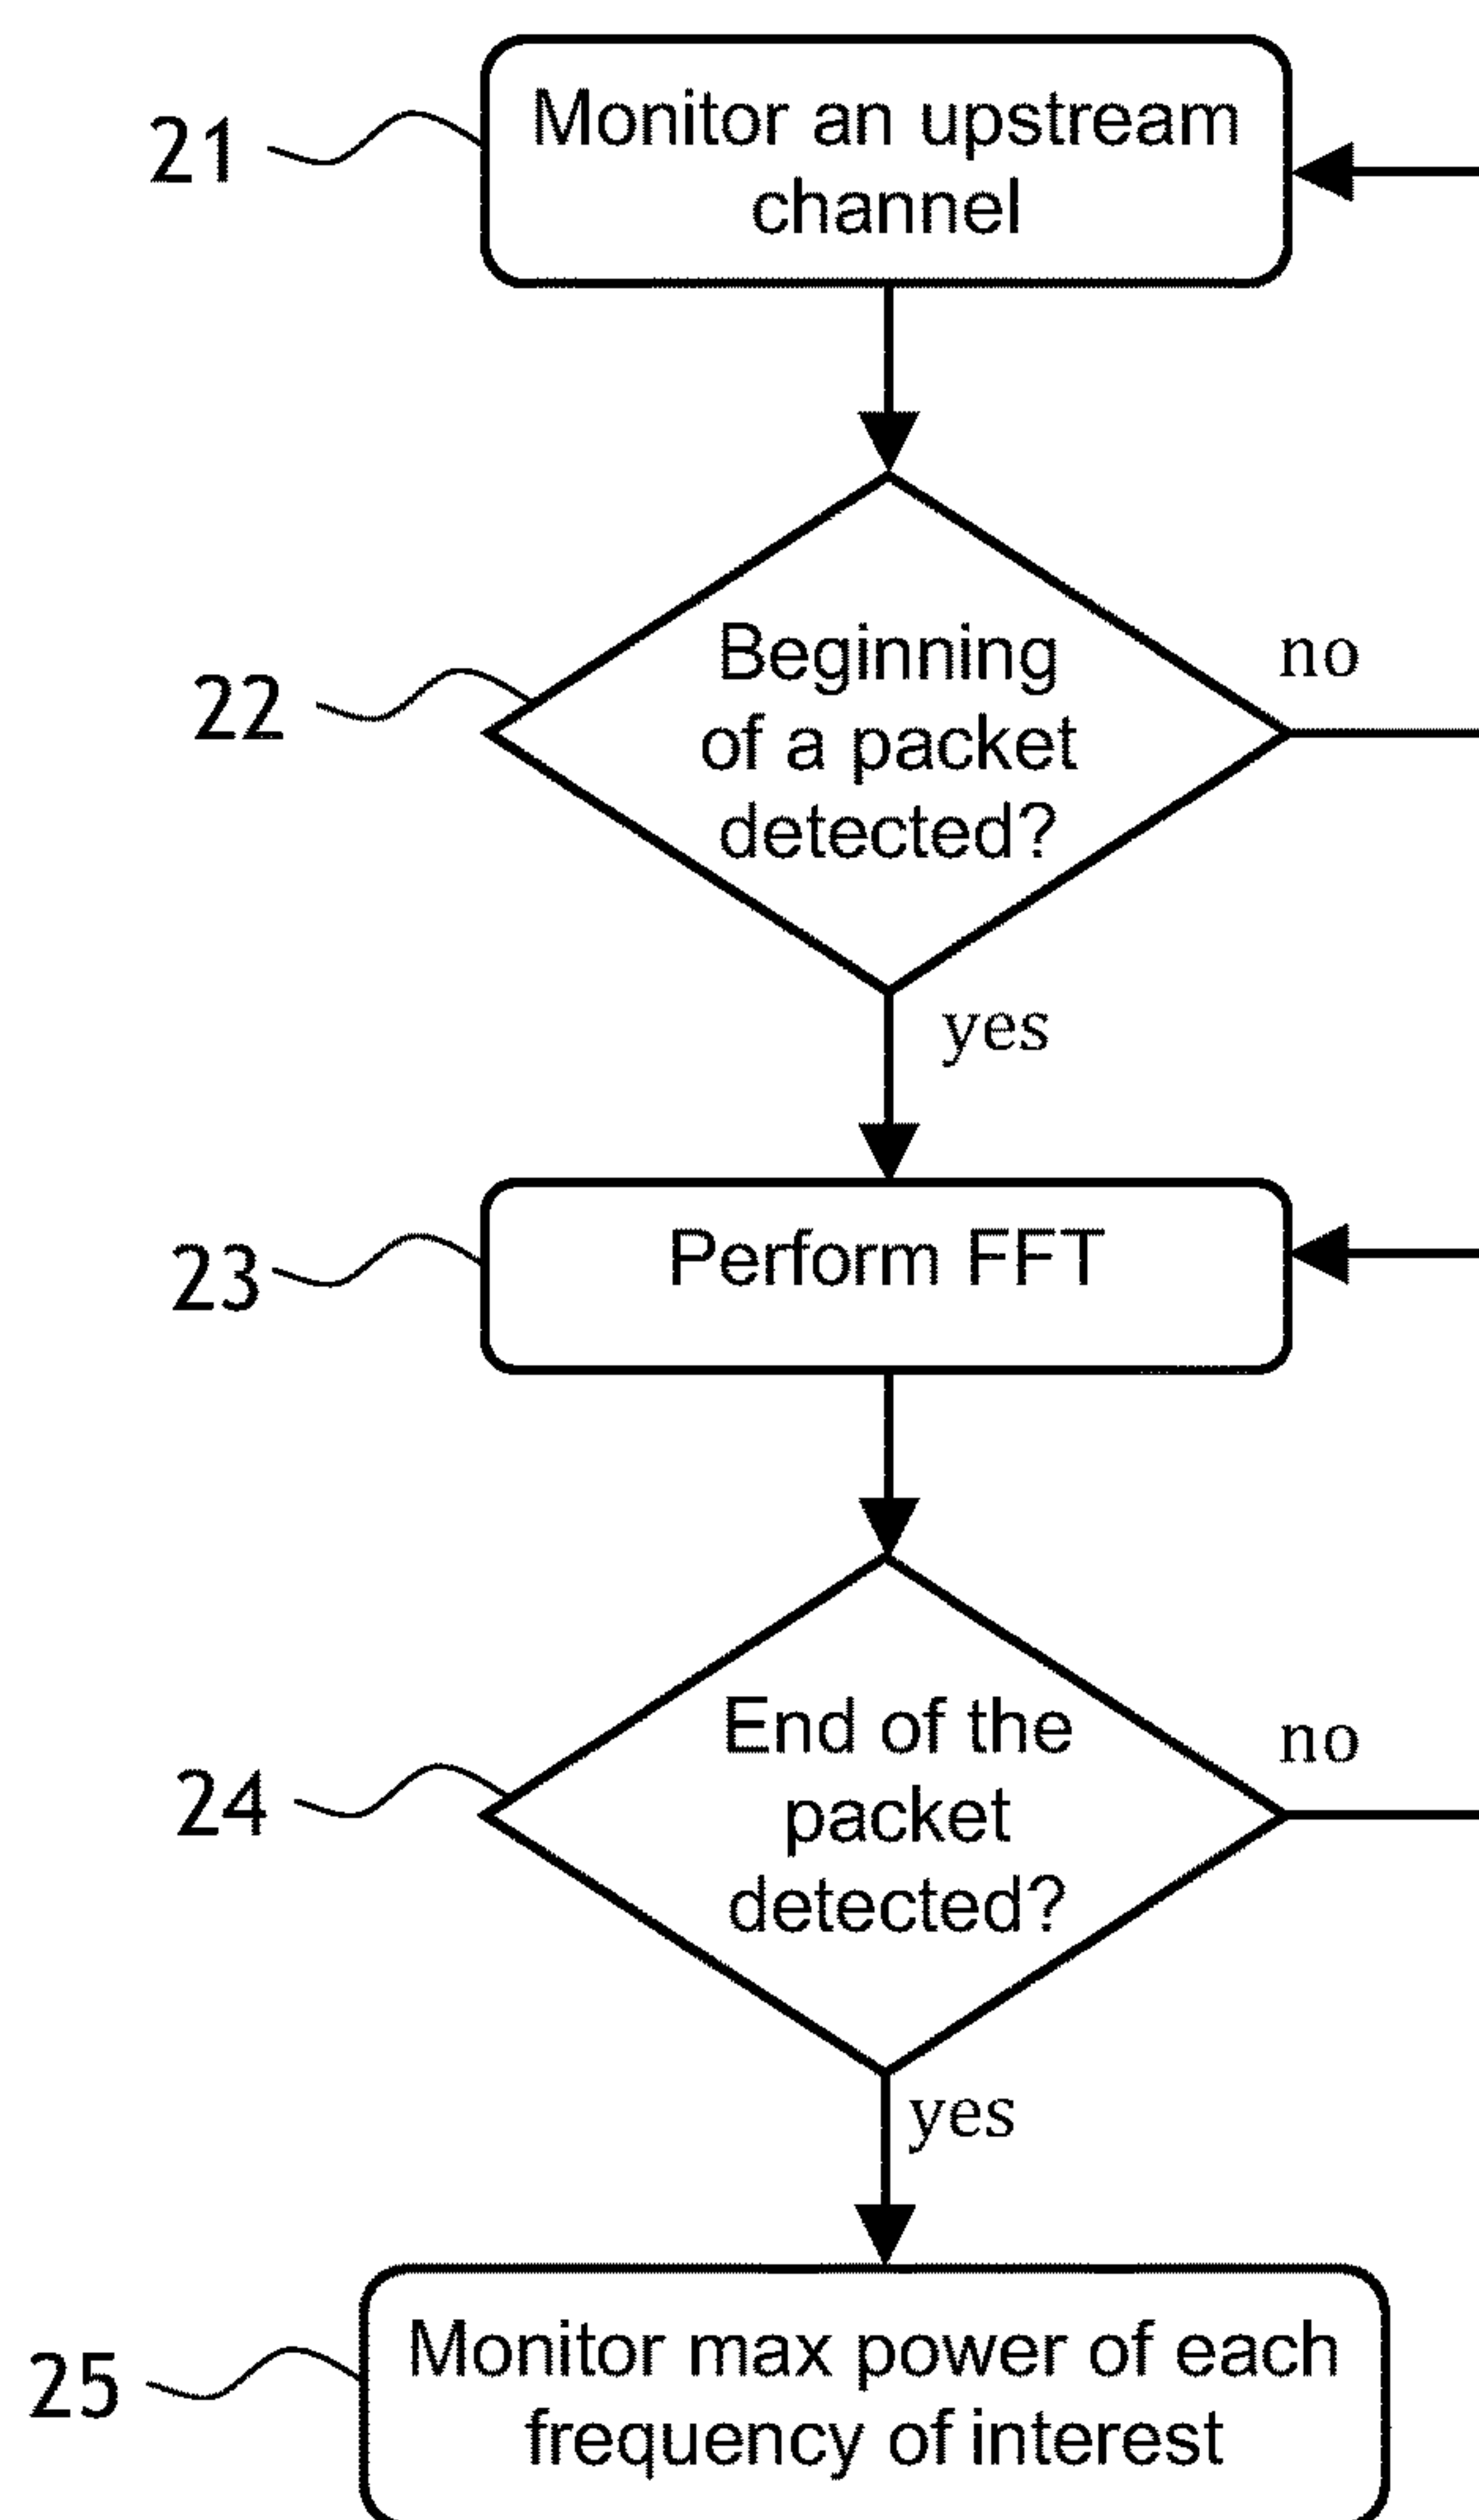 21
Monitor an upstream
channel
22
Beginning
of a packet
detected?
no
yes
23
Perform FFT
24
End of the
packet
detected?
no
yes
25
Monitor max power of each
frequency of interest